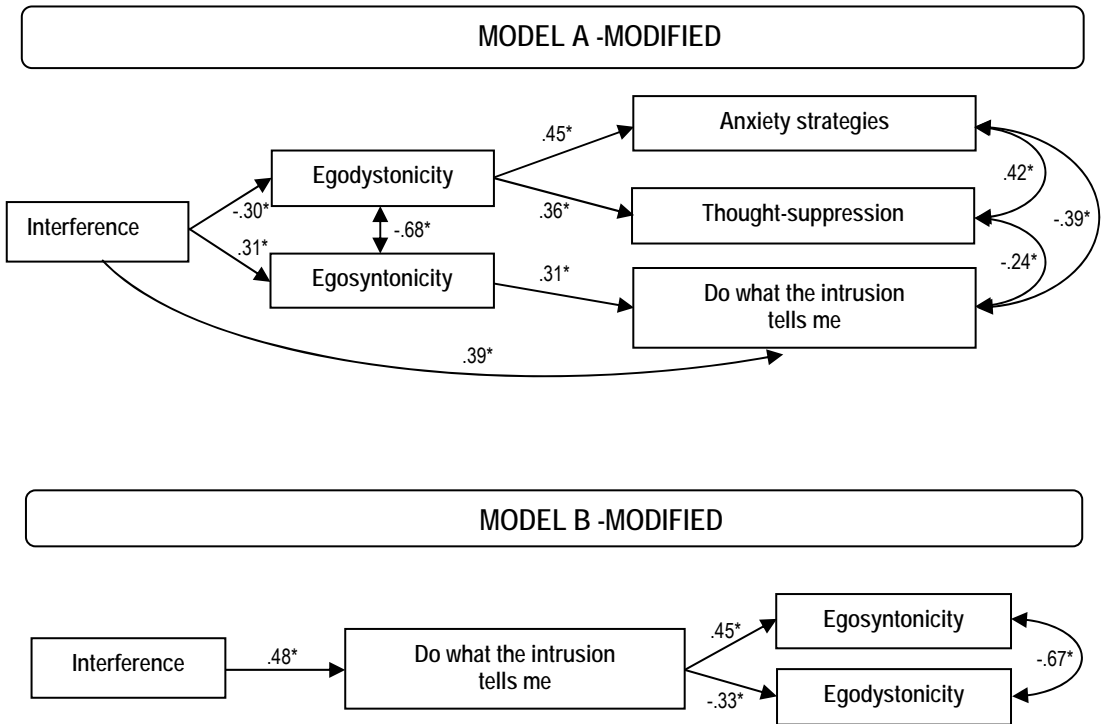 MODEL A -MODIFIED
Anxiety strategies
.45*
Egodystonicity
.42*
-.30*
.36*
Thought-suppression
-.39*
Interference
-.68*
.31*
-.24*
Egosyntonicity
.31*
Do what the intrusion
tells me
.39*
MODEL B -MODIFIED
Egosyntonicity
.45*
Interference
.48*
Do what the intrusion
tells me
-.67*
-.33*
Egodystonicity